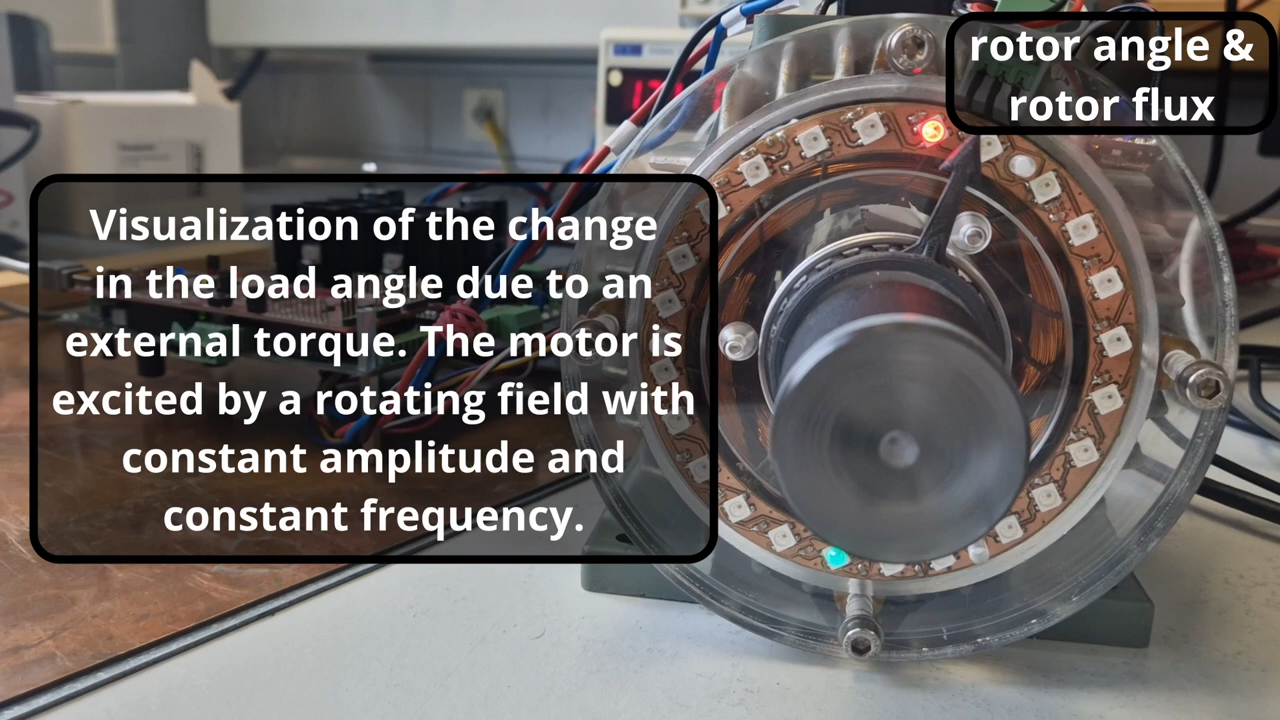 rotor angle &
rotor flux
Visualization of the change
in the load angle due to an
external torque. The motor is
excited by a rotating field with
constant amplitude and
constant frequency.